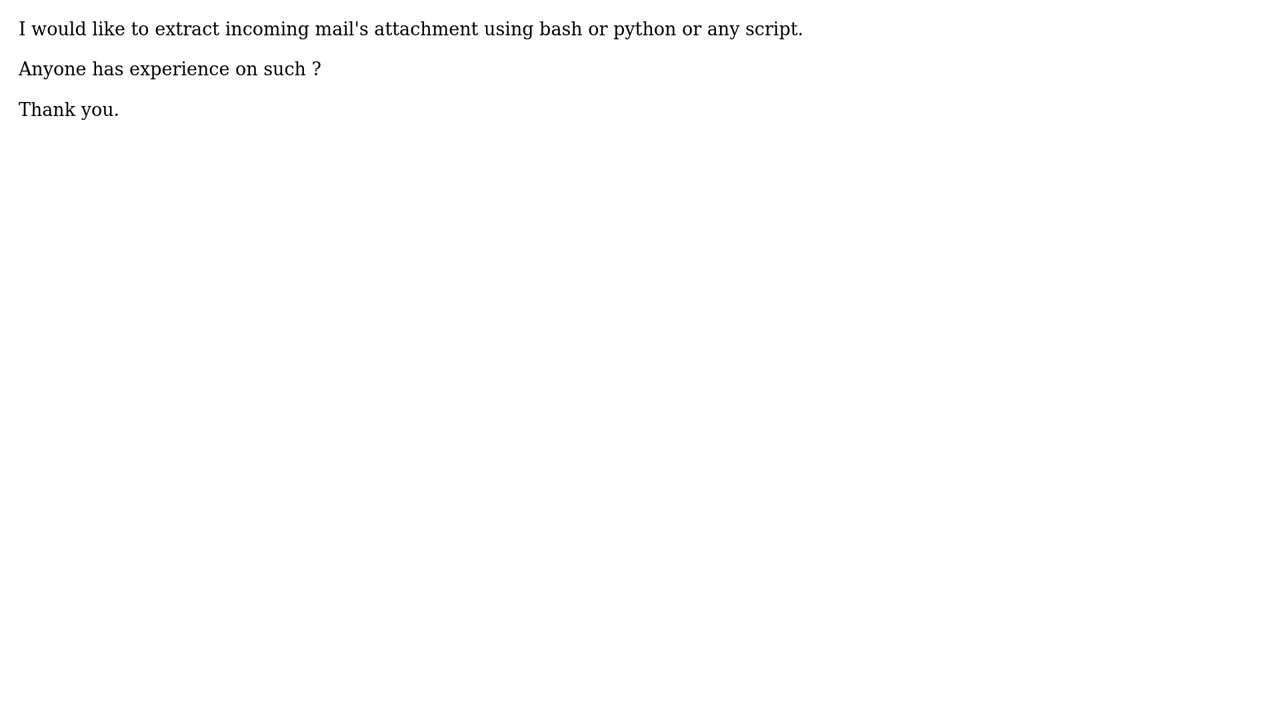 I would like to extract incoming mail's attachment using bash or python or any script.
Anyone has experience on such ?
Thank you.